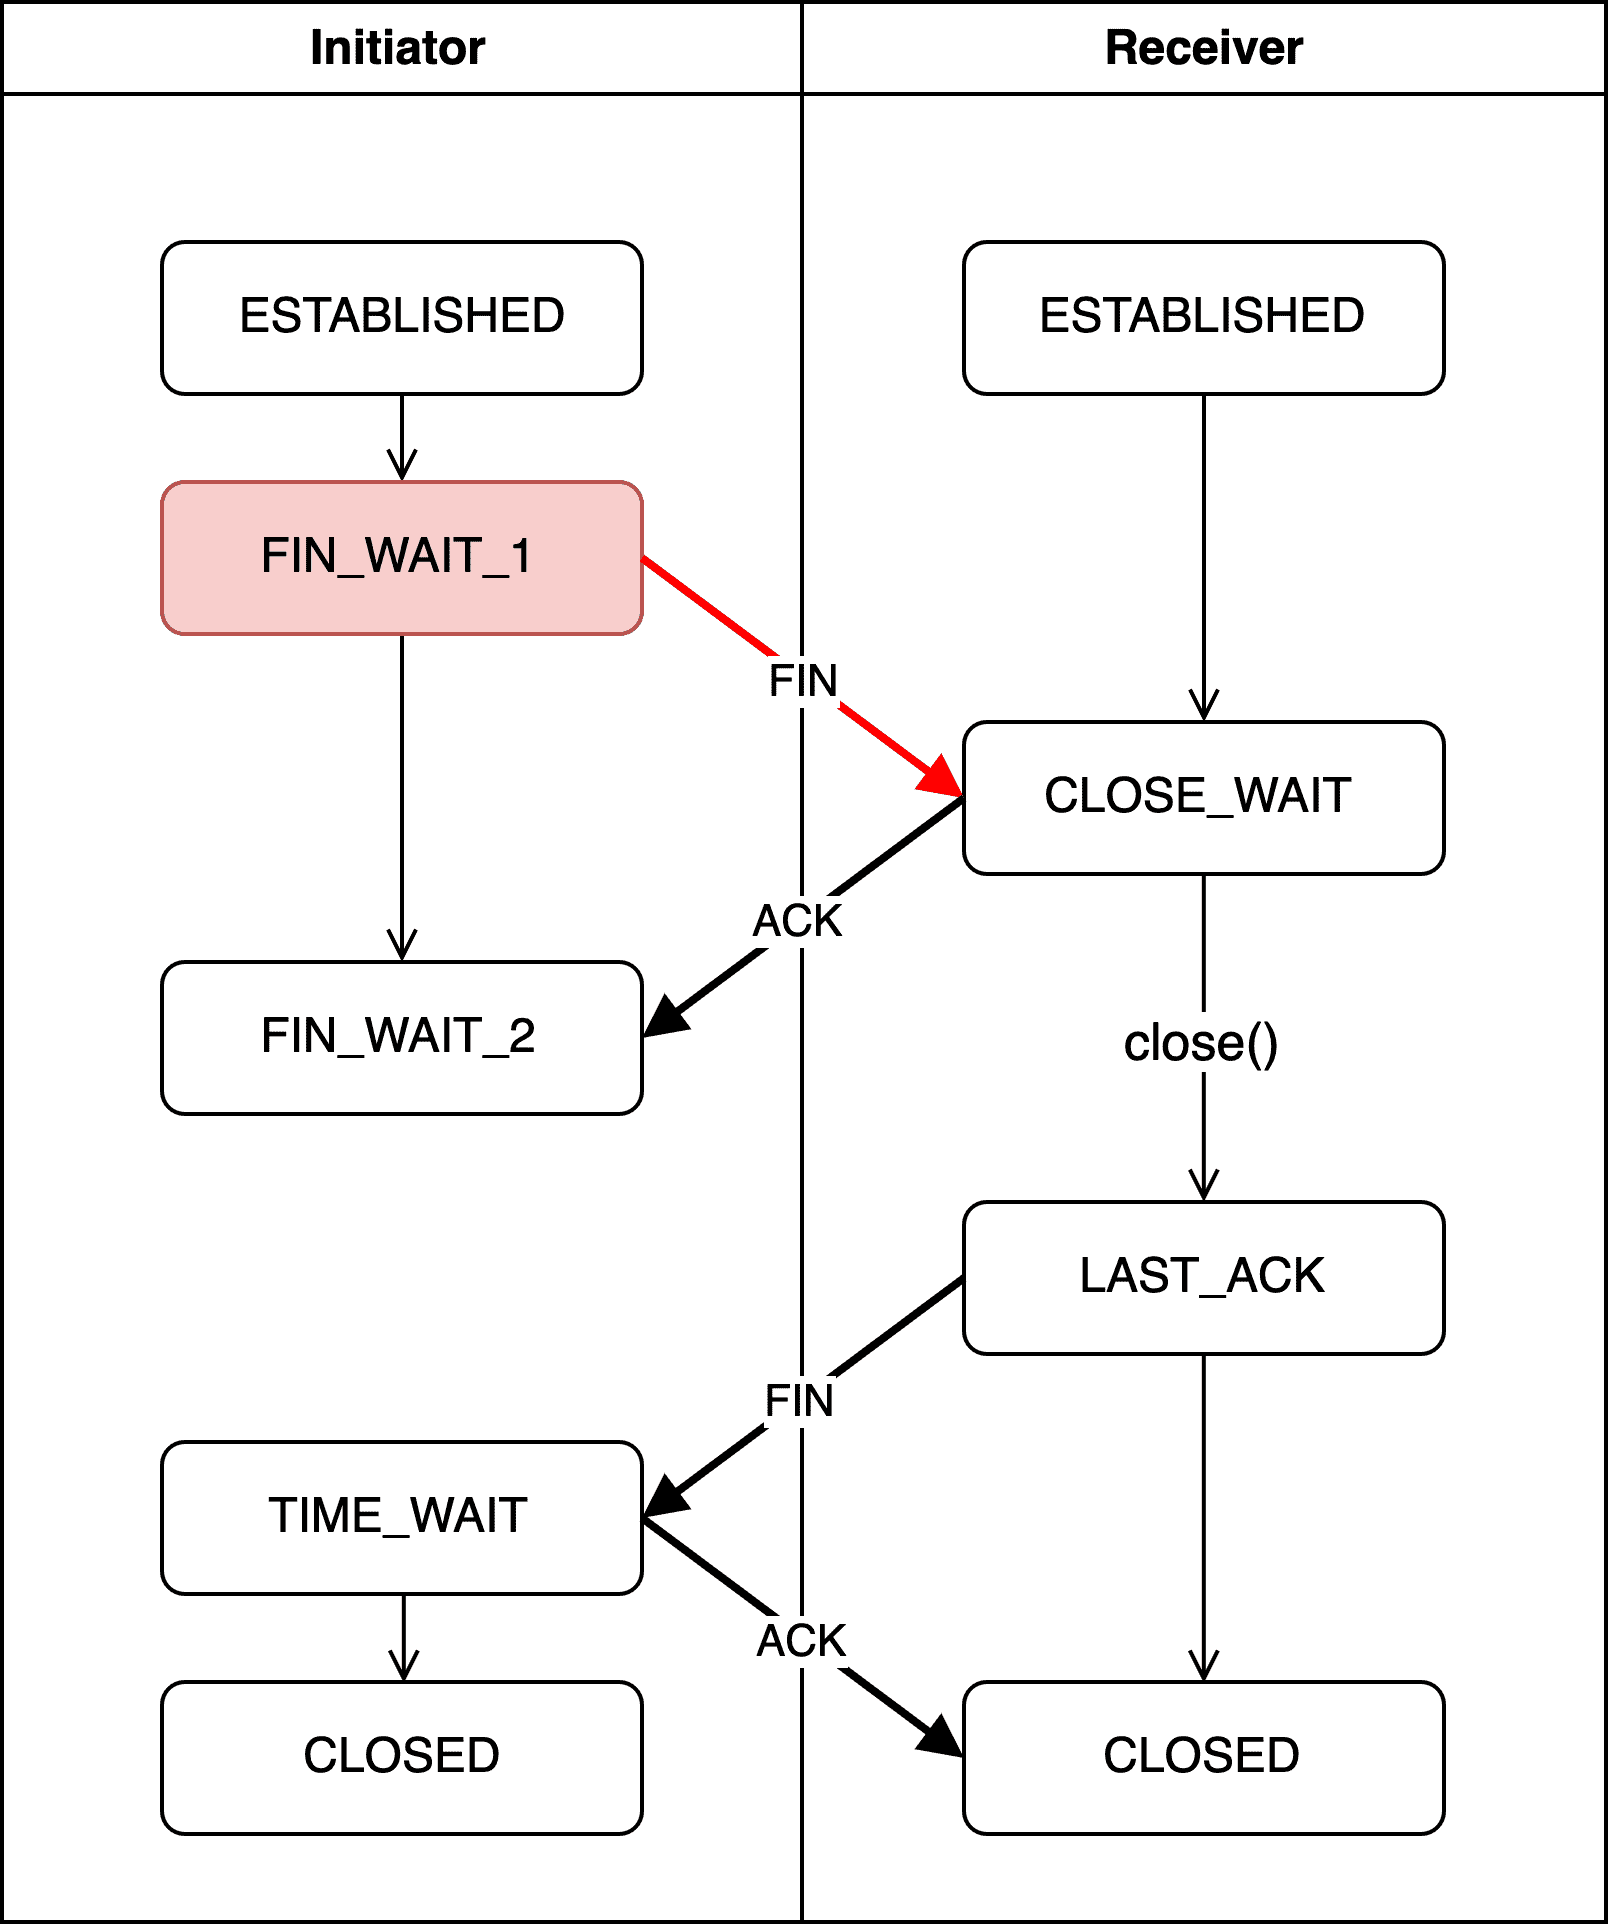 Initiator
Receiver
ESTABLISHED
ESTABLISHED
FIN_WAIT_1
FIN
CLOSE_WAIT
ACK
FIN_WAIT_2
close()
LAST_ACK
FIN
TIME_WAIT
ACK
CLOSED
CLOSED